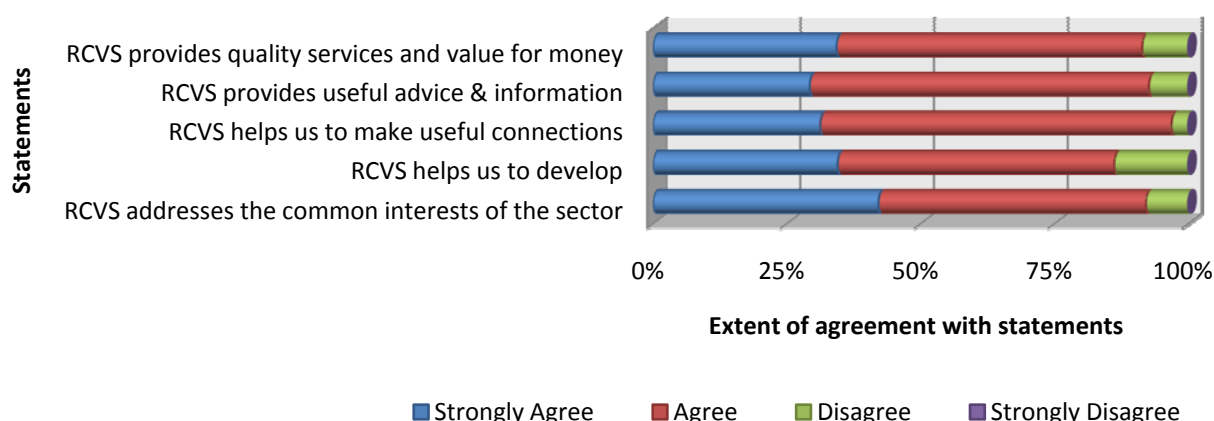 Statements
RCVS provides quality services and value for money
RCVS provides useful advice & information
RCVS helps us to make useful connections
RCVS helps us to develop
RCVS addresses the common interests of the sector
0% 25% 50% 75% 100%
Extent of agreement with statements
Strongly Agree Agree Disagree Strongly Disagree